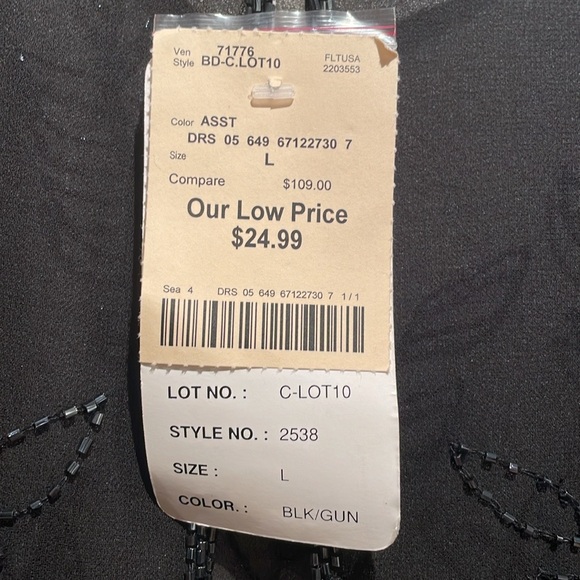 Ven 71776
Style BD-C.LOT10
FLTUSA
2203553
Color ASST
DRS 05 649 67122730 7
Size L
Compare $109.00
Our Low Price
$24.99
Sea 4 DRS 05 649 67122730 7 1/1
LOT NO. : C-LOT10
STYLE NO. : 2538
SIZE : L
COLOR. : BLK/GUN